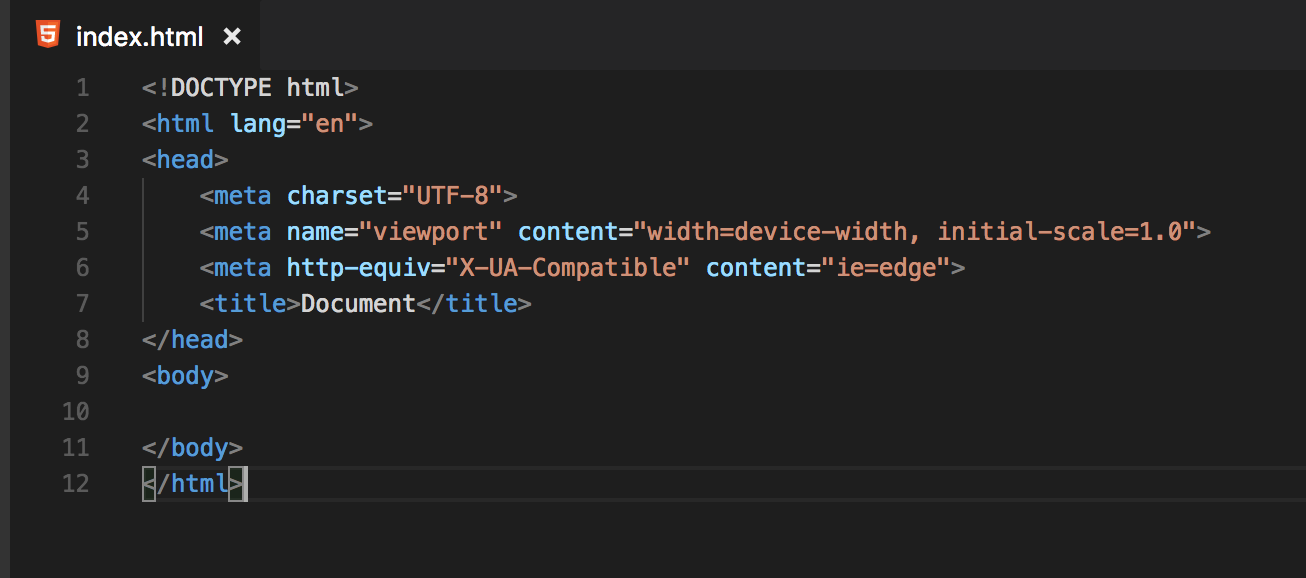 index.html ×
1 <!DOCTYPE html>
2 <html lang="en">
3 <head>
4     <meta charset="UTF-8">
5     <meta name="viewport" content="width=device-width, initial-scale=1.0">
6     <meta http-equiv="X-UA-Compatible" content="ie=edge">
7     <title>Document</title>
8 </head>
9 <body>
10
11 </body>
12 </html>